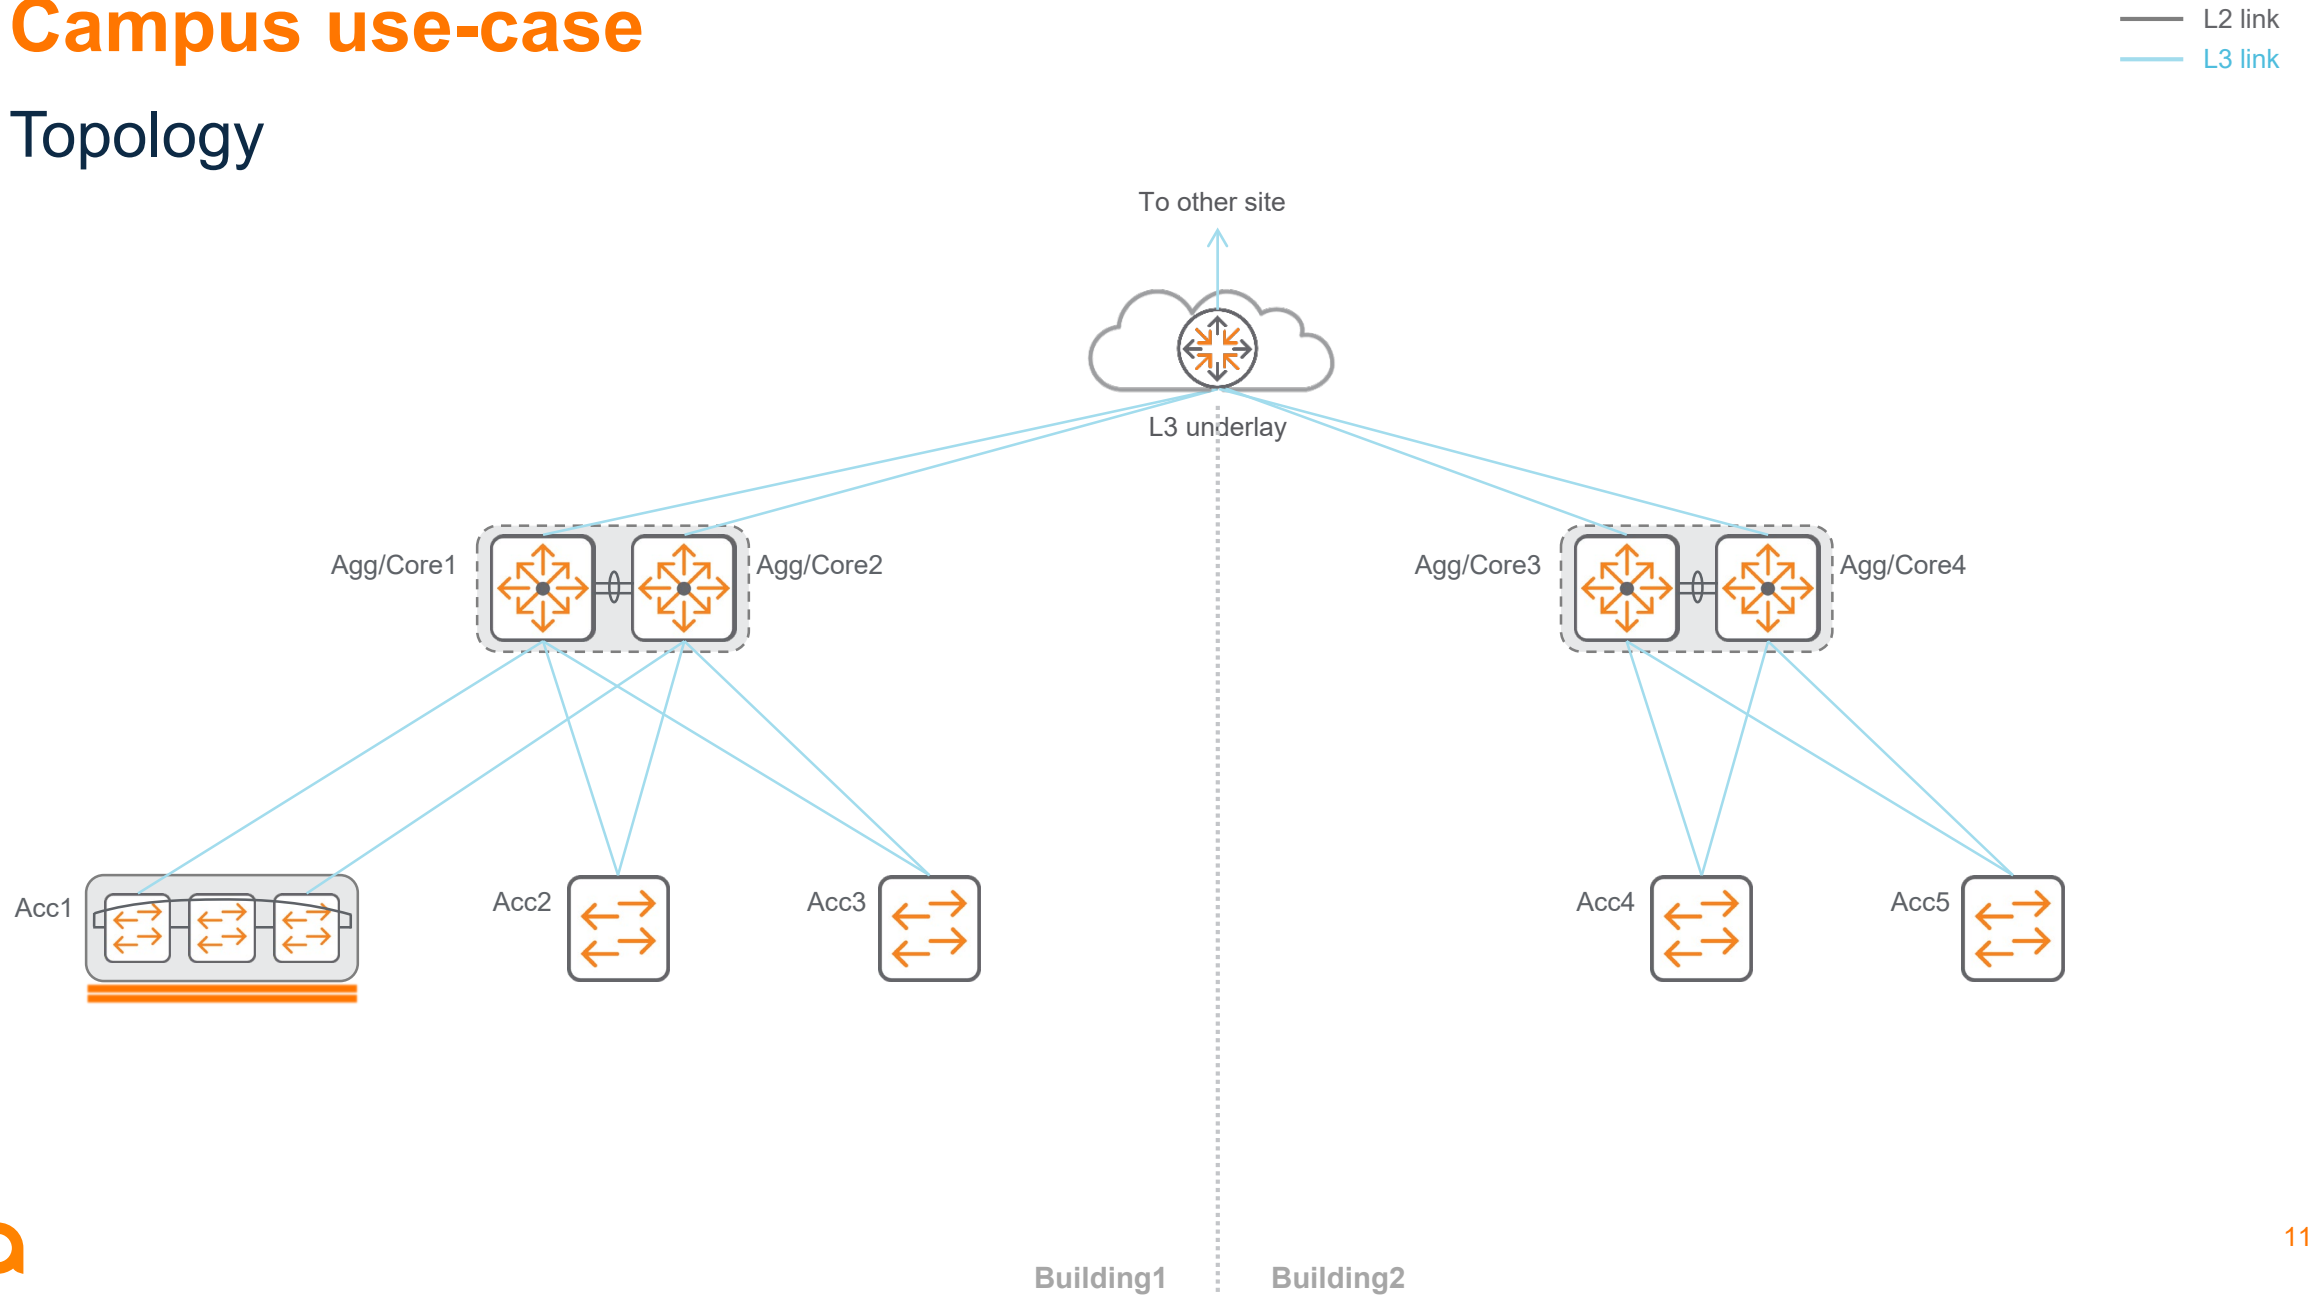 Campus use-case
L2 link
L3 link
Topology
To other site
L3 underlay
Agg/Core1
Agg/Core2
Agg/Core3
Agg/Core4
Acc1
Acc2
Acc3
Acc4
Acc5
11
Building1
Building2